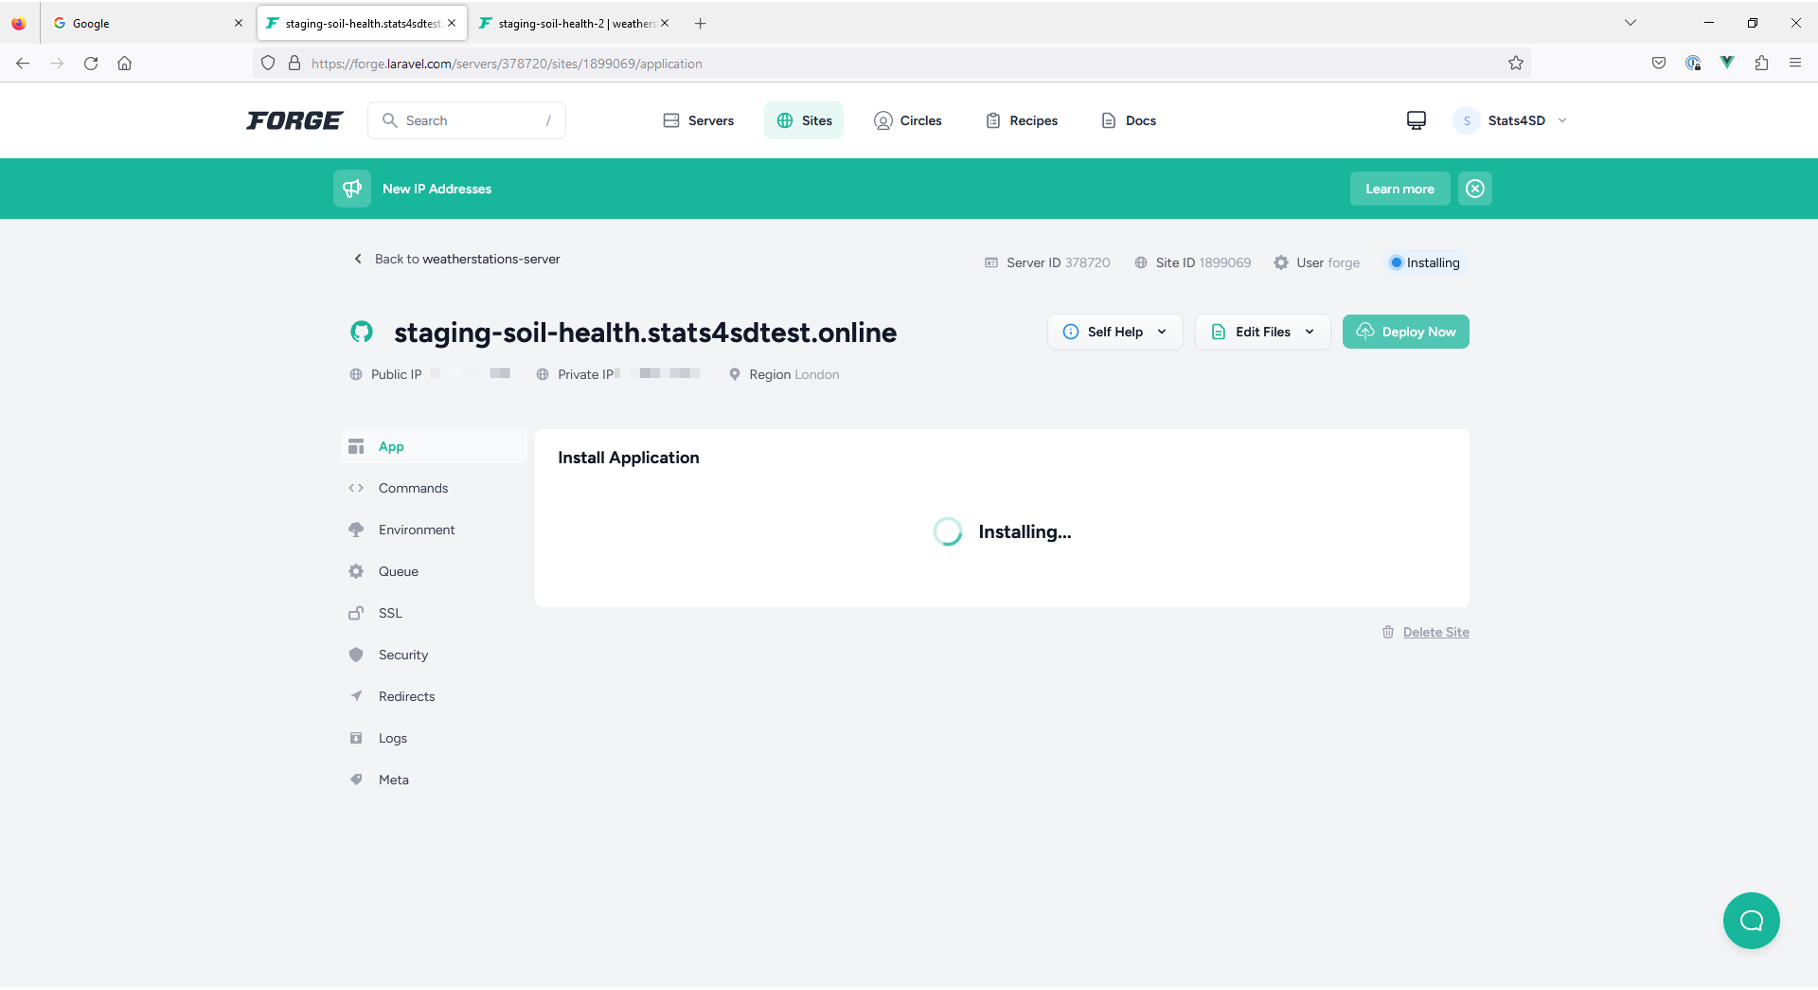 Google
staging-soil-health.stats4sdtest.
staging-soil-health-2 | weathers
https://forge.laravel.com/servers/378720/sites/1899069/application
FORGE
Search /
Servers
Sites
Circles
Recipes
Docs
S
Stats4SD
New IP Addresses
Learn more
Back to weatherstations-server
Server ID 378720
Site ID 1899069
User forge
Installing
staging-soil-health.stats4sdtest.online
Self Help
Edit Files
Deploy Now
Public IP
Private IP
Region London
App
Commands
Environment
Queue
SSL
Security
Redirects
Logs
Meta
Install Application
Installing...
Delete Site